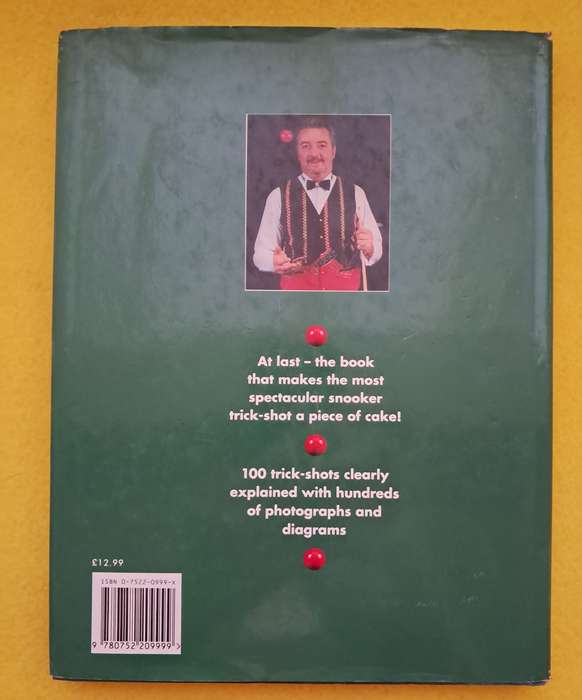 At last – the book
that makes the most
spectacular snooker
trick-shot a piece of cake!
100 trick-shots clearly
explained with hundreds
of photographs and
diagrams
£12.99
ISBN 0-7522-0999-X
9 780752 209999 >